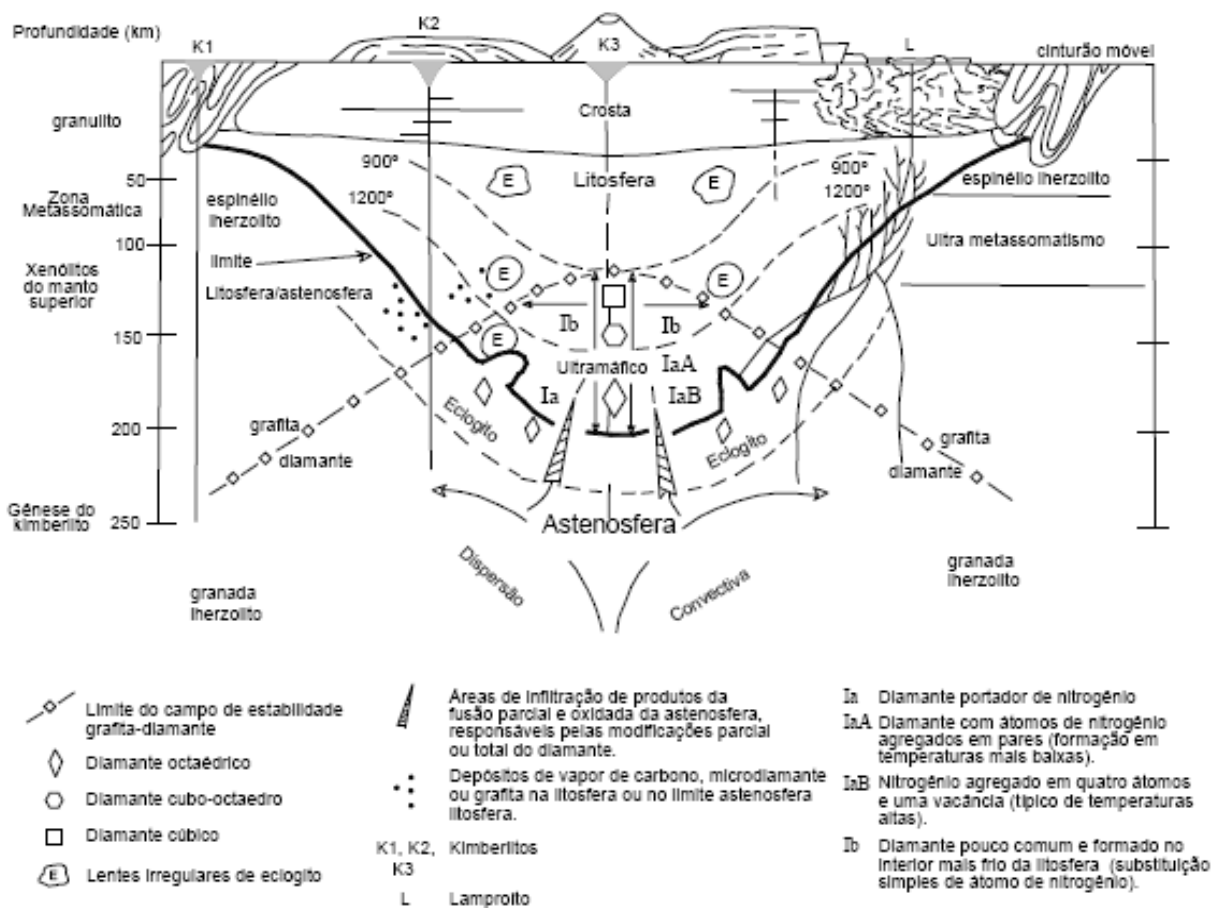 Profundidade (km)
K1
K2
K3
L
cinturão móvel
granulito
Crosta
50
Zona
Metassomática
100
Xenólitos
do manto
superior
150
200
Gênese do
kimberlito
250
900º
1200º
Litosfera
E
E
900º
1200º
espinélio lherzolito
espinélio
lherzolito
Ultra metassomatismo
limite
Litosfera/astenosfera
E
E
E
Ib
Ib
Ultramáfico
IaA
Ia
IaB
Eclogito
Eclogito
grafita
diamante
grafita
diamante
Astenosfera
Dispersão
Convectiva
granada
lherzolito
granada
lherzolito
Limite do campo de estabilidade
grafita-diamante
Diamante octaédrico
Diamante cubo-octaedro
Diamante cúbico
E Lentes irregulares de eclogito
Areas de infiltração de produtos da
fusão parcial e oxidada da astenosfera,
responsáveis pelas modificações parcial
ou total do diamante.
Depósitos de vapor de carbono, microdiamante
ou grafita na litosfera ou no limite astenosfera
litosfera.
K1, K2, Kimberlitos
K3
L Lamproito
Ia Diamante portador de nitrogênio
IaA Diamante com átomos de nitrogênio
agregados em pares (formação em
temperaturas mais baixas).
IaB Nitrogênio agregado em quatro átomos
e uma vacância (típico de temperaturas
altas).
Ib Diamante pouco comum e formado no
interior mais frio da litosfera (substituição
simples de átomo de nitrogênio).